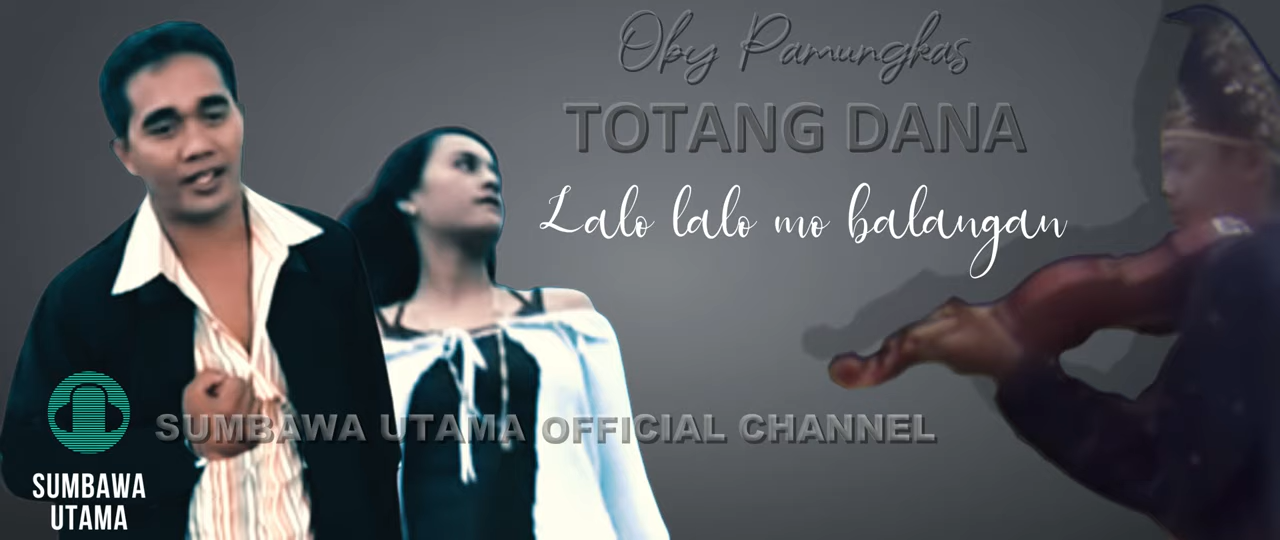 Oby Pamungkas
TOTANG DANA
Lalo lalo mo balangan
SUMBAWA UTAMA OFFICIAL CHANNEL
SUMBAWA
UTAMA